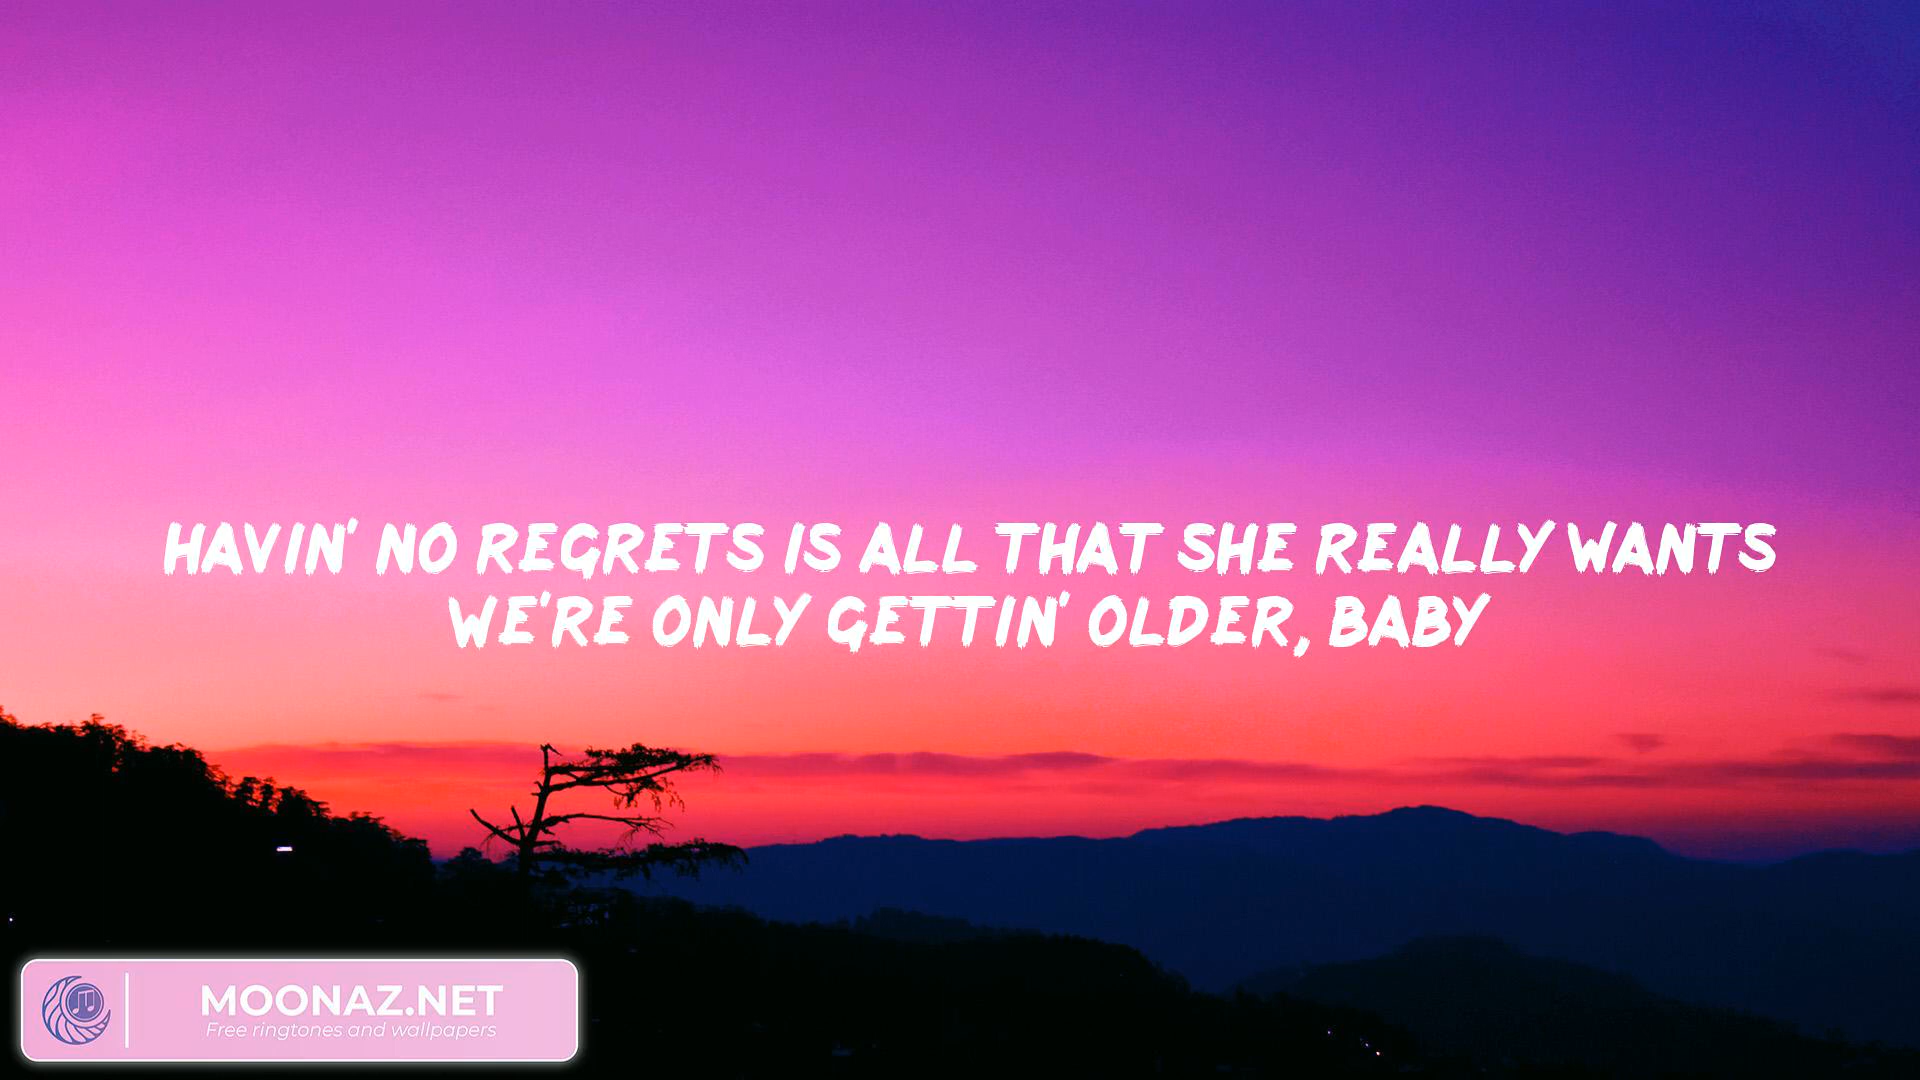 HAVIN' NO REGRETS IS ALL THAT SHE REALLY WANTS
WE'RE ONLY GETTIN' OLDER, BABY
MOONAZ.NET
Free ringtones and wallpapers